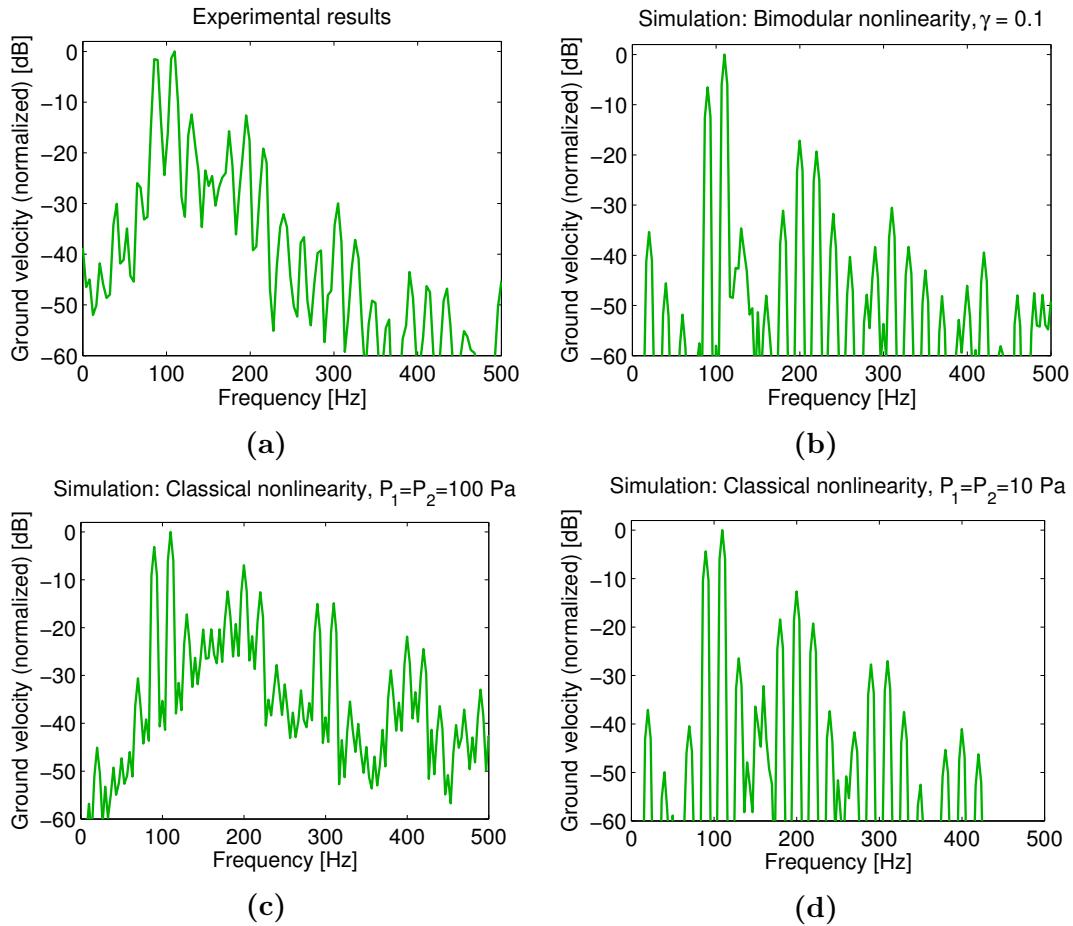 Experimental results
Ground velocity (normalized) [dB]
0
−10
−20
−30
−40
−50
−60
0 100 200 300 400 500
Frequency [Hz]
(a)
Simulation: Bimodular nonlinearity, γ = 0.1
Ground velocity (normalized) [dB]
0
−10
−20
−30
−40
−50
−60
0 100 200 300 400 500
Frequency [Hz]
(b)
Simulation: Classical nonlinearity, P₁=P₂=100 Pa
Ground velocity (normalized) [dB]
0
−10
−20
−30
−40
−50
−60
0 100 200 300 400 500
Frequency [Hz]
(c)
Simulation: Classical nonlinearity, P₁=P₂=10 Pa
Ground velocity (normalized) [dB]
0
−10
−20
−30
−40
−50
−60
0 100 200 300 400 500
Frequency [Hz]
(d)